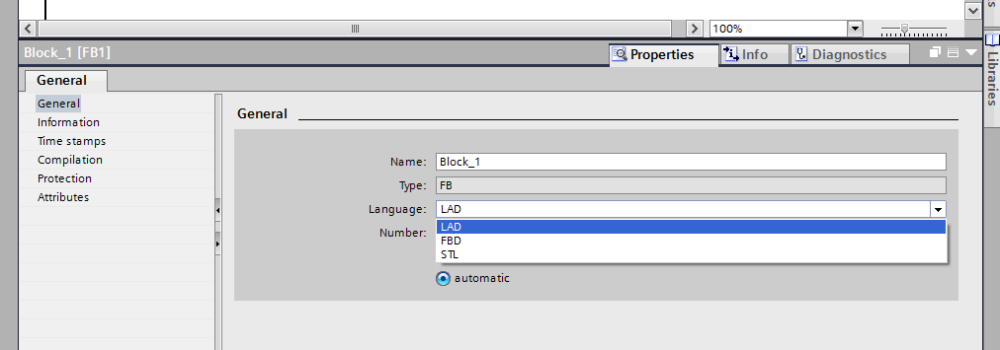 100%
Block_1 [FB1]
Properties
Info
Diagnostics
Libraries
General
General
Information
Time stamps
Compilation
Protection
Attributes
General
Name: Block_1
Type: FB
Language: LAD
LAD
Number:
FBD
STL
automatic